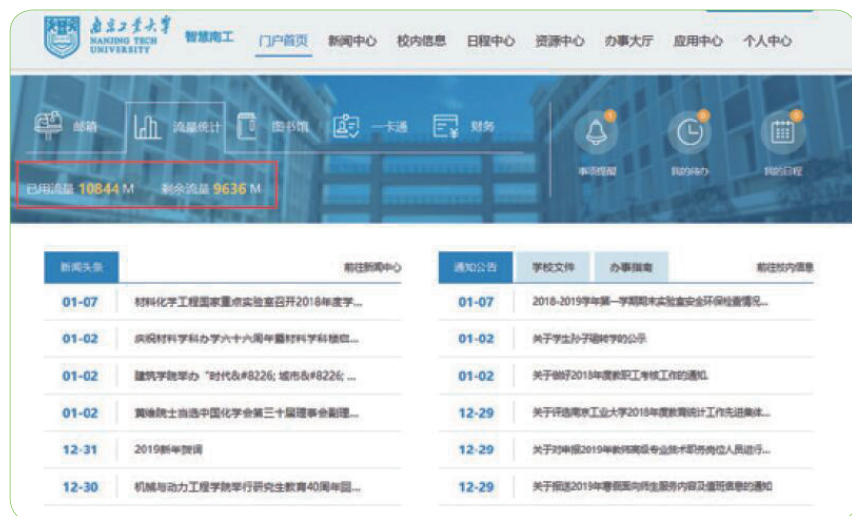 南京工业大学
NANJING TECH
UNIVERSITY
智慧南工 门户首页 新闻中心 校内信息 日程中心 资源中心 办事大厅 应用中心 个人中心
邮箱 流量统计 图书馆 一卡通 财务
事项提醒 我的待办 我的日程
已用流量 10844 M 剩余流量 9636 M
新闻头条 前往新闻中心
01-07 材料化学工程国家重点实验室召开2018年度学...
01-02 庆祝材料学科办学六十六周年暨材料学科楼启...
01-02 建筑学院举办“时代&#8226; 城市&#8226; ...
01-02 黄维院士当选中国化学会第三十届理事会副理...
12-31 2019新年贺词
12-30 机械与动力工程学院举行研究生教育40周年回...
通知公告 学校文件 办事指南 前往校内信息
01-07 2018-2019学年第一学期期末实验室安全环保检查情况...
01-02 关于学生孙子 转学的公示
01-02 关于做好2018年度教职工考核工作的通知
12-29 关于评选南京工业大学2018年度教育统计工作先进集体...
12-29 关于对申报2019年教师高级专业技术职务岗位人员进行...
12-29 关于报送2019年寒假面向师生服务内容及值班信息的通知